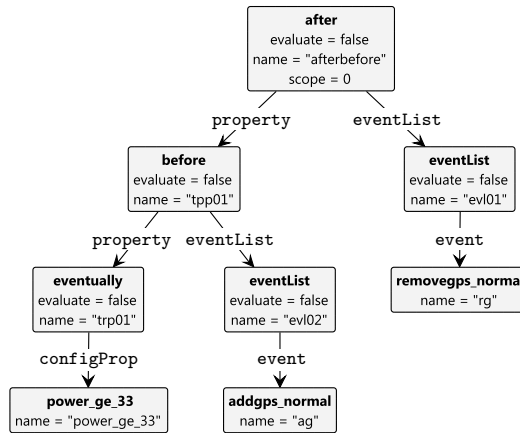 after
evaluate = false
name = "afterbefore"
scope = 0
property
eventList
before
evaluate = false
name = "tpp01"
eventList
evaluate = false
name = "evl01"
property
eventList
event
eventually
evaluate = false
name = "trp01"
eventList
evaluate = false
name = "evl02"
removegps_normal
name = "rg"
configProp
event
power_ge_33
name = "power_ge_33"
addgps_normal
name = "ag"